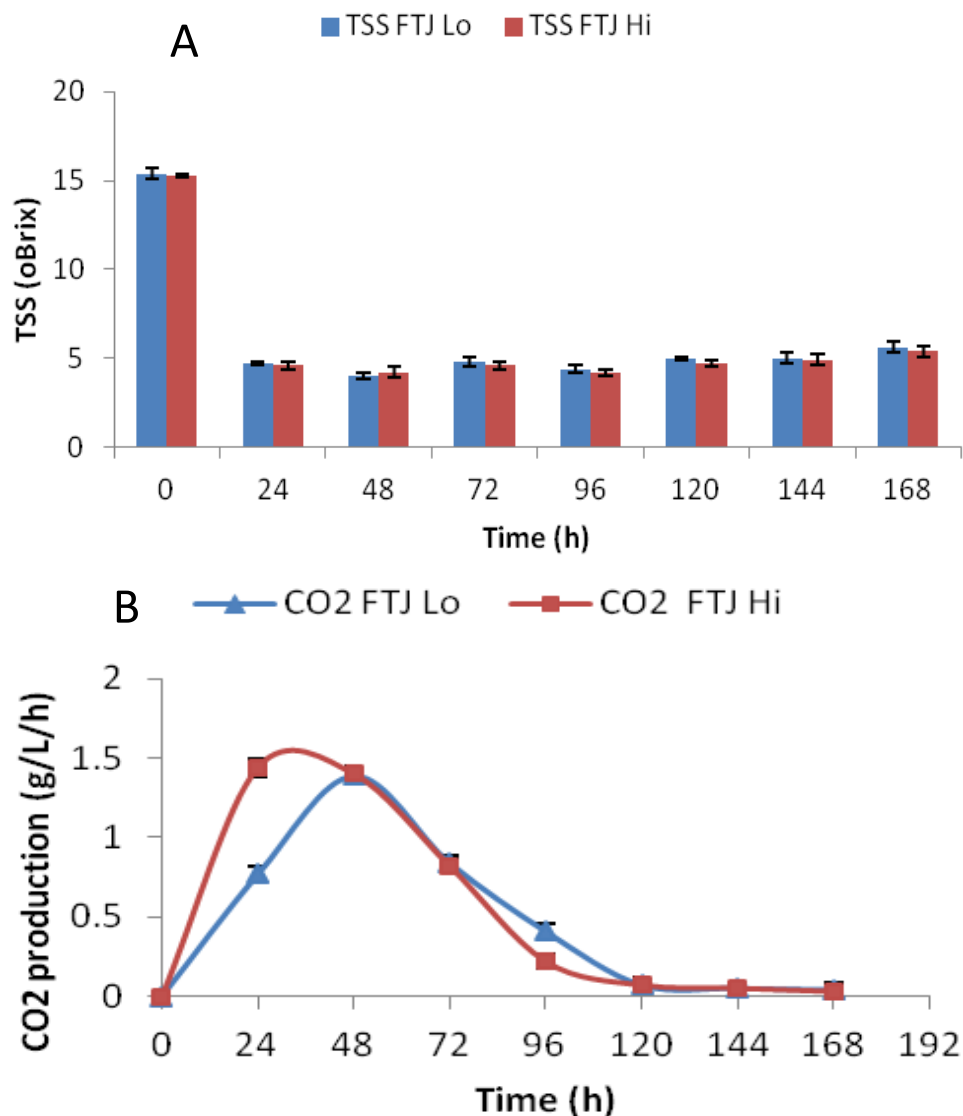 A
TSS FTJ Lo TSS FTJ Hi
20
15
10
5
0
TSS (oBrix)
0 24 48 72 96 120 144 168
Time (h)
B
CO2 FTJ Lo CO2 FTJ Hi
2
1.5
1
0.5
0
CO2 production (g/L/h)
0 24 48 72 96 120 144 168 192
Time (h)